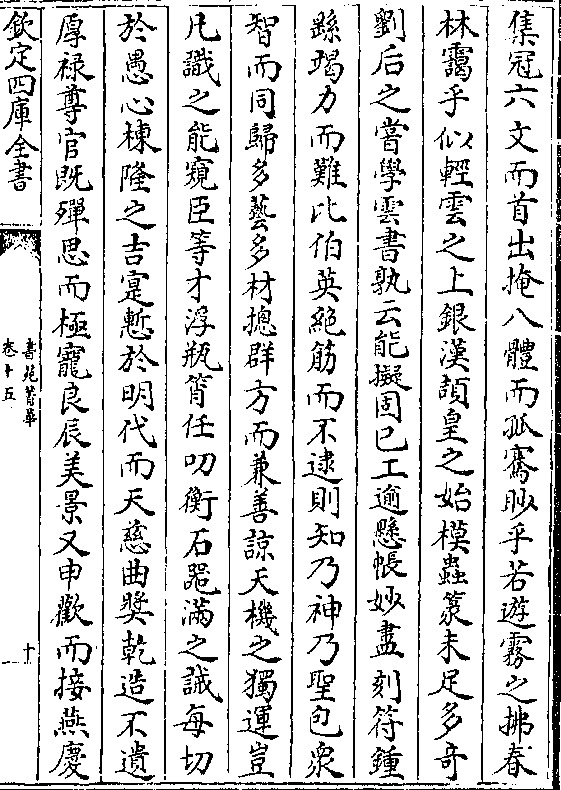 集冠六文而首出掩八體而孤騫眇乎若遊霧之拂春
林靄乎似輕雲之上銀漢頡皇之始模蟲篆未足多奇
劉后之嘗學雲書孰云能擬固已工逾懸帳妙盡刻符鍾
繇竭力而難比伯英絕筋而不逮則知乃神乃聖包衆
智而同歸多藝多材摠群方而兼善諒天機之獨運豈
凡識之能窺臣等才浮瓶筲任叨衡石器滿之誡每切
於愚心棟隆之吉寔慙於明代而天慈曲奬乾造不遺
厚禄尊官既殫思而極寵良辰美景又申歡而接燕慶
欽定四庫全書
書苑菁華
卷十五
十